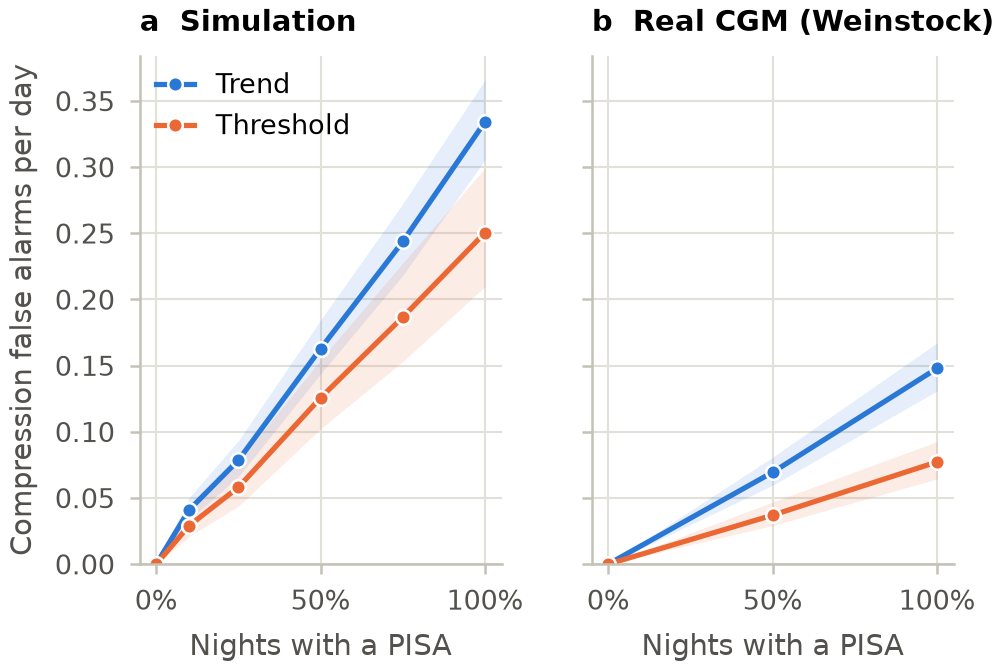 a Simulation
b Real CGM (Weinstock)
Compression false alarms per day
0.35
0.30
0.25
0.20
0.15
0.10
0.05
0.00
Trend
Threshold
0% 50% 100%
Nights with a PISA
0% 50% 100%
Nights with a PISA